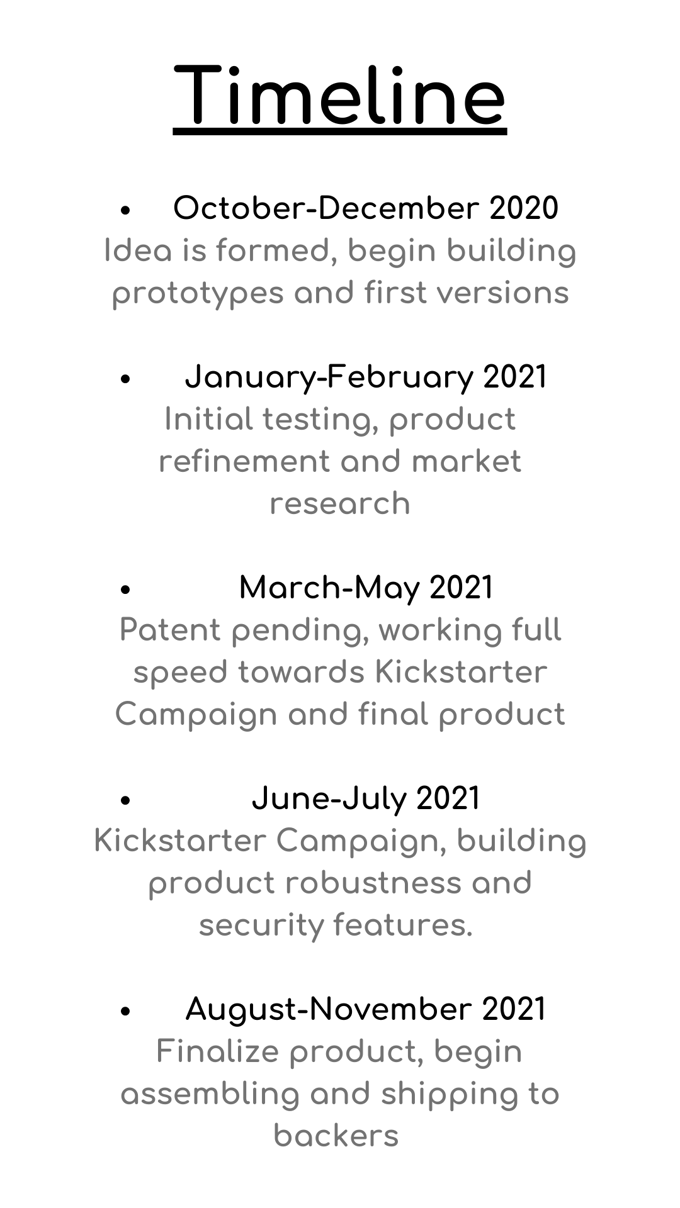 Timeline
• October-December 2020
Idea is formed, begin building
prototypes and first versions
• January-February 2021
Initial testing, product
refinement and market
research
• March-May 2021
Patent pending, working full
speed towards Kickstarter
Campaign and final product
• June-July 2021
Kickstarter Campaign, building
product robustness and
security features.
• August-November 2021
Finalize product, begin
assembling and shipping to
backers